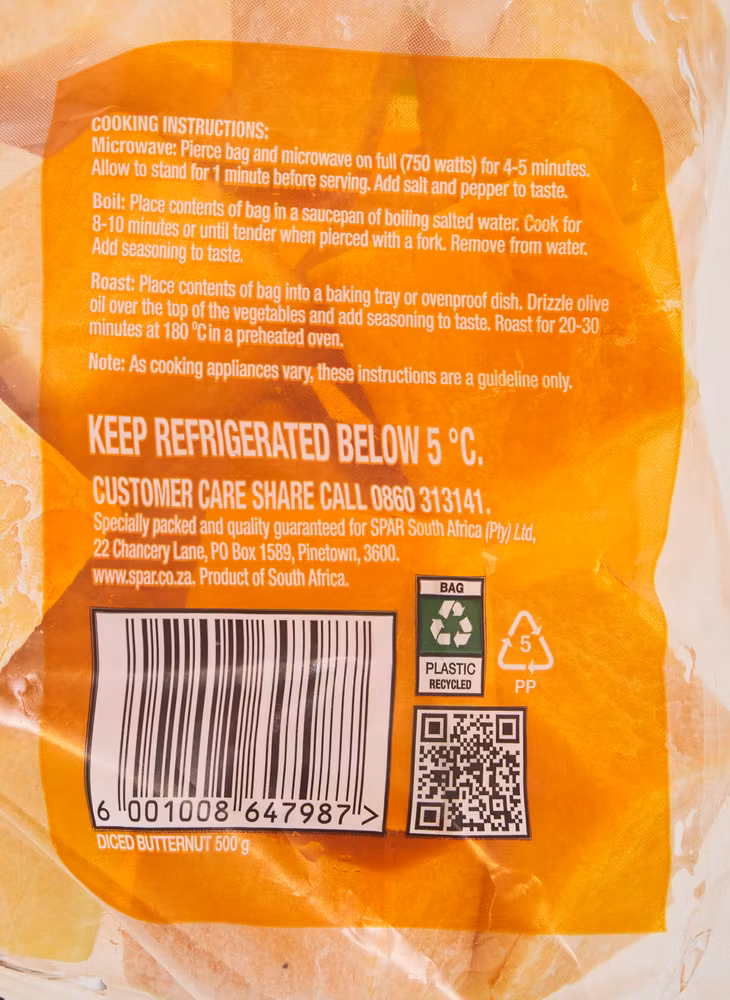 COOKING INSTRUCTIONS:
Microwave: Pierce bag and microwave on full (750 watts) for 4-5 minutes.
Allow to stand for 1 minute before serving. Add salt and pepper to taste.
Boil: Place contents of bag in a saucepan of boiling salted water. Cook for
8-10 minutes or until tender when pierced with a fork. Remove from water.
Add seasoning to taste.
Roast: Place contents of bag into a baking tray or ovenproof dish. Drizzle olive
oil over the top of the vegetables and add seasoning to taste. Roast for 20-30
minutes at 180 °C in a preheated oven.
Note: As cooking appliances vary, these instructions are a guideline only.
KEEP REFRIGERATED BELOW 5 °C.
CUSTOMER CARE SHARE CALL 0860 313141.
Specially packed and quality guaranteed for SPAR South Africa (Pty) Ltd,
22 Chancery Lane, PO Box 1589, Pinetown, 3600.
www.spar.co.za. Product of South Africa.
BAG
PLASTIC
RECYCLED
5
PP
6 001008 647987 >
DICED BUTTERNUT 500 g